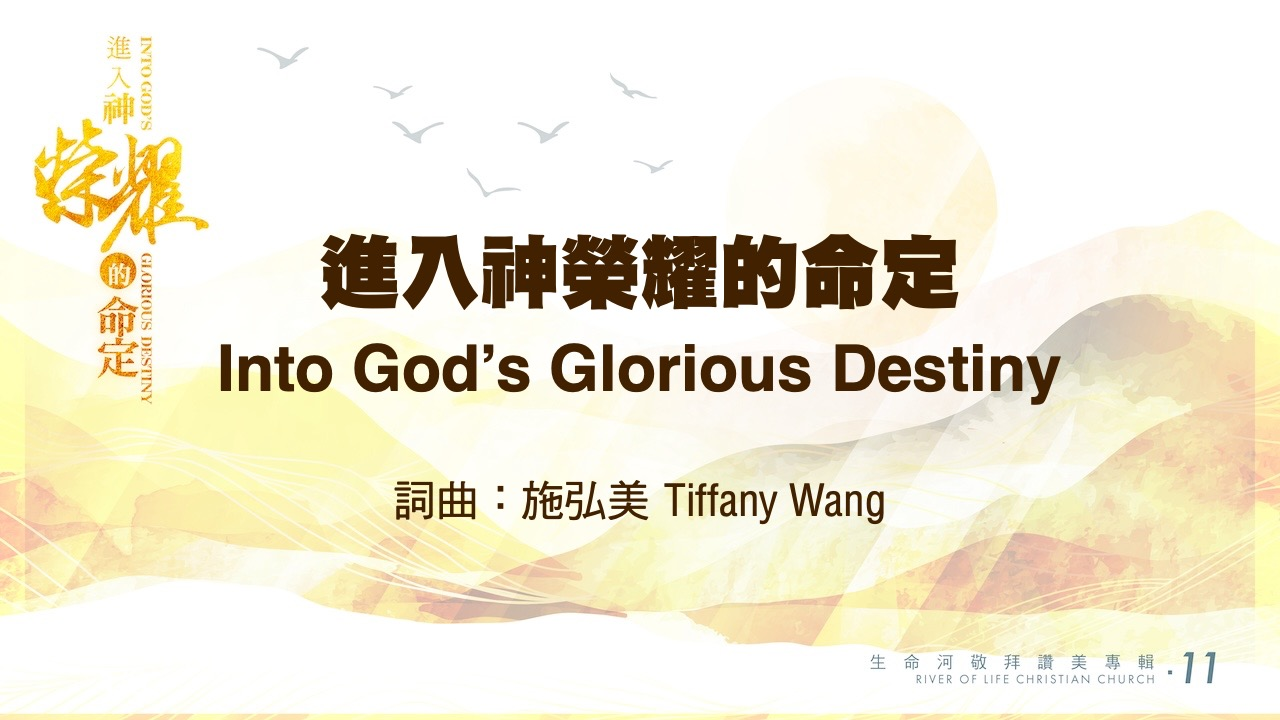 進入神
榮耀
的
命定
INTO GOD'S
GLORIOUS DESTINY
進入神榮耀的命定
Into God’s Glorious Destiny
詞曲：施弘美 Tiffany Wang
生命河敬拜讚美專輯
RIVER OF LIFE CHRISTIAN CHURCH
·11